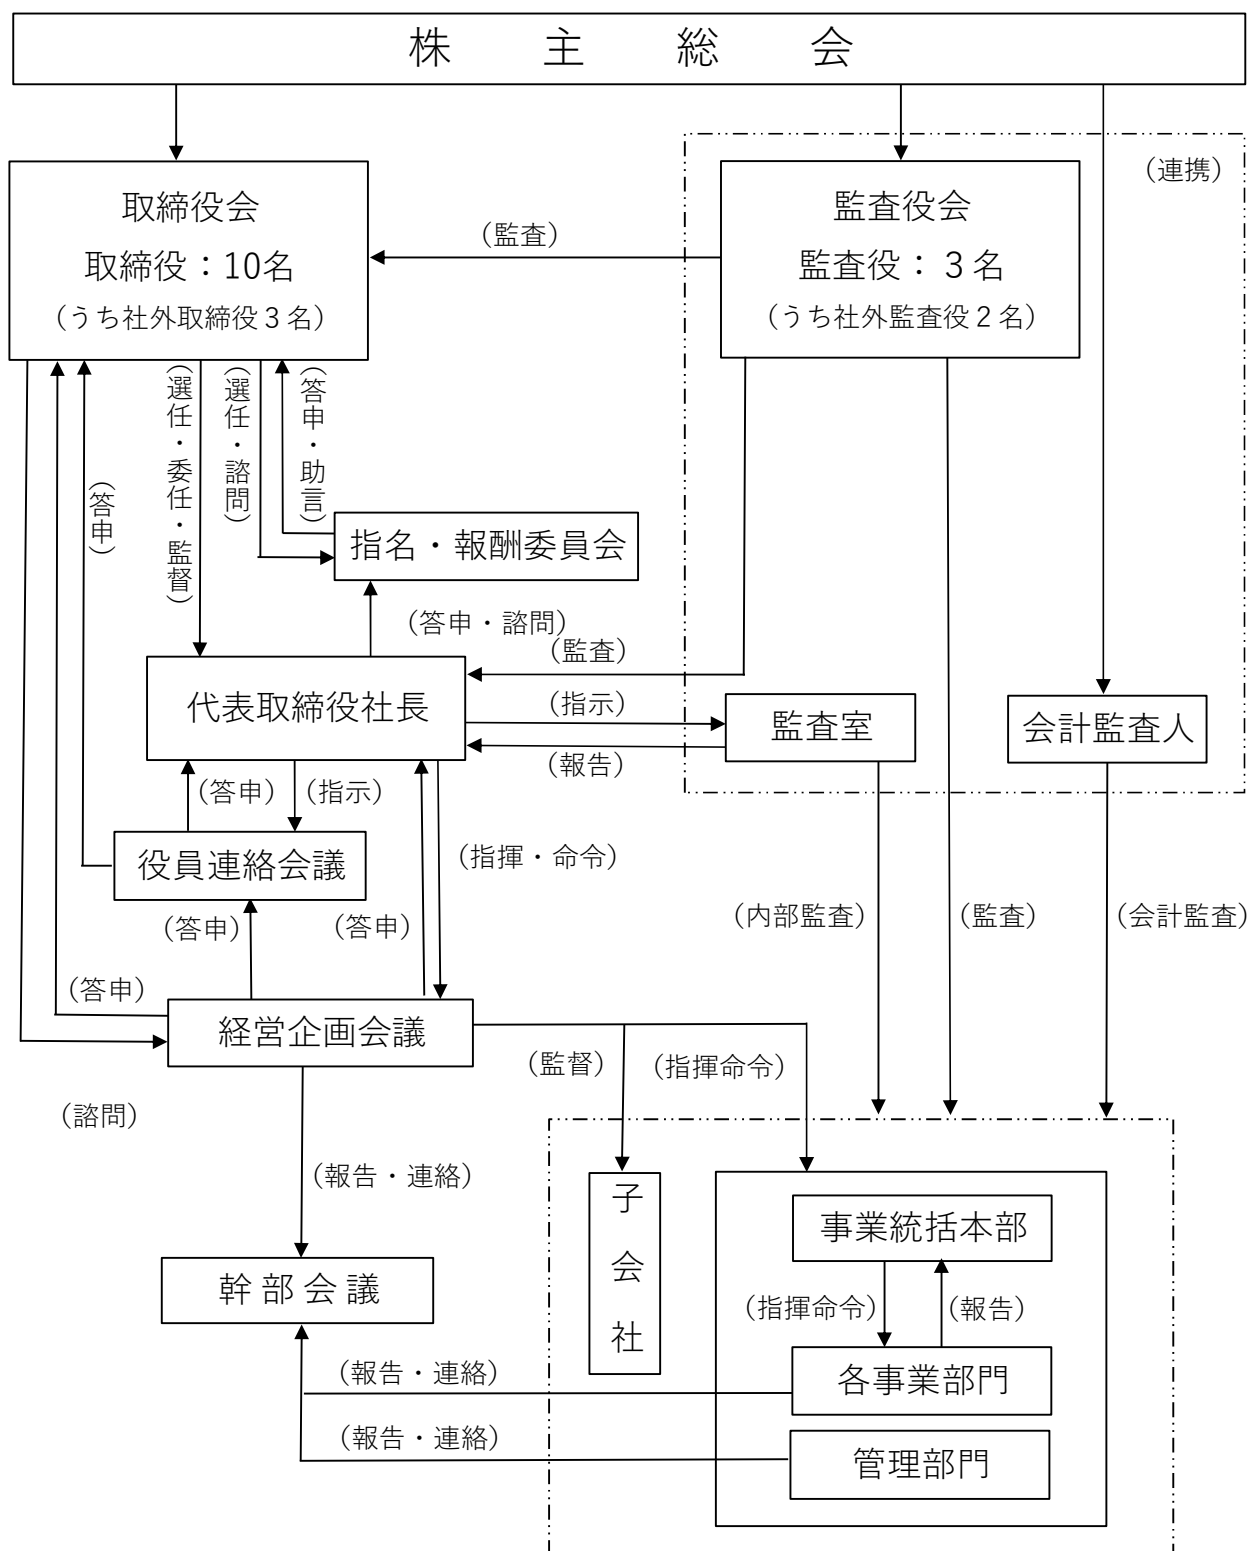 株主総会
（連携）
取締役会
取締役：10名
（うち社外取締役３名）
（監査）
監査役会
監査役：３名
（うち社外監査役２名）
（答申）
（選任・委任・監督）
（選任・諮問）
（答申・助言）
指名・報酬委員会
（答申・諮問）
（監査）
代表取締役社長
（指示）
（報告）
監査室
会計監査人
（答申）
（指示）
役員連絡会議
（指揮・命令）
（答申）
（答申）
（内部監査）
（監査）
（会計監査）
（答申）
経営企画会議
（監督）
（指揮命令）
（諮問）
（報告・連絡）
幹部会議
子会社
事業統括本部
（指揮命令）
（報告）
各事業部門
（報告・連絡）
（報告・連絡）
管理部門